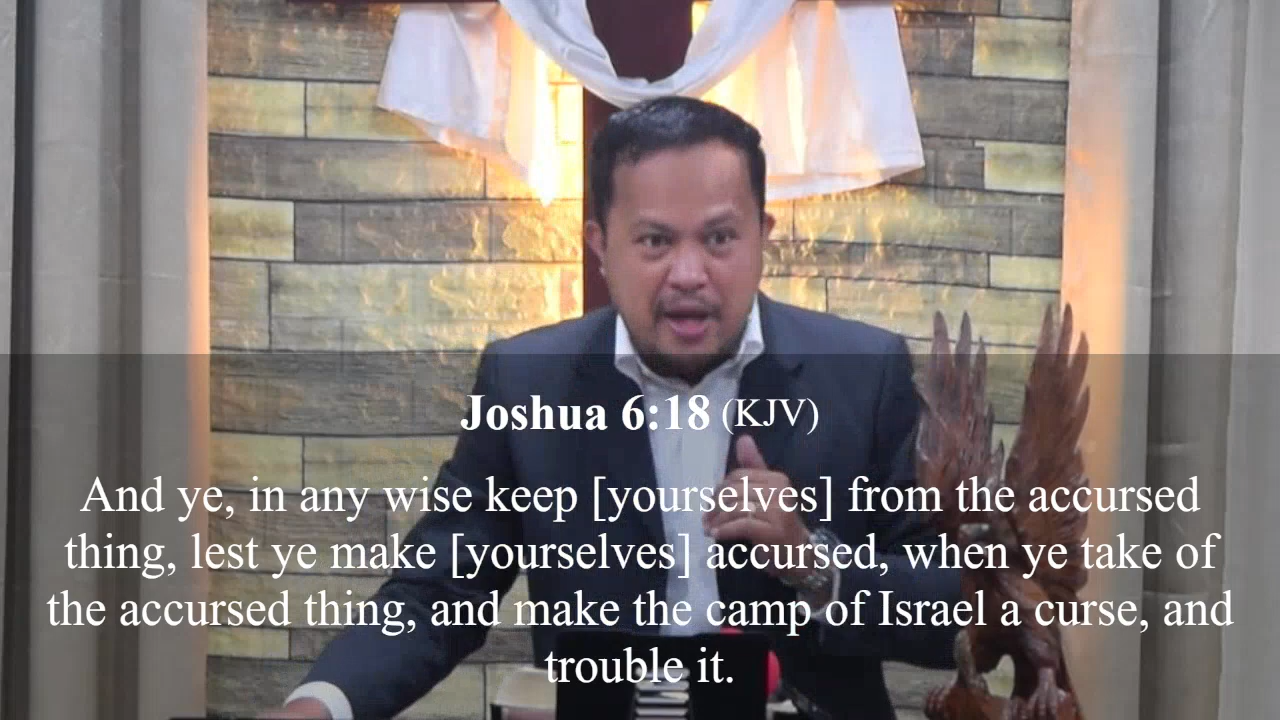 Joshua 6:18 (KJV)
And ye, in any wise keep [yourselves] from the accursed
thing, lest ye make [yourselves] accursed, when ye take of
the accursed thing, and make the camp of Israel a curse, and
trouble it.